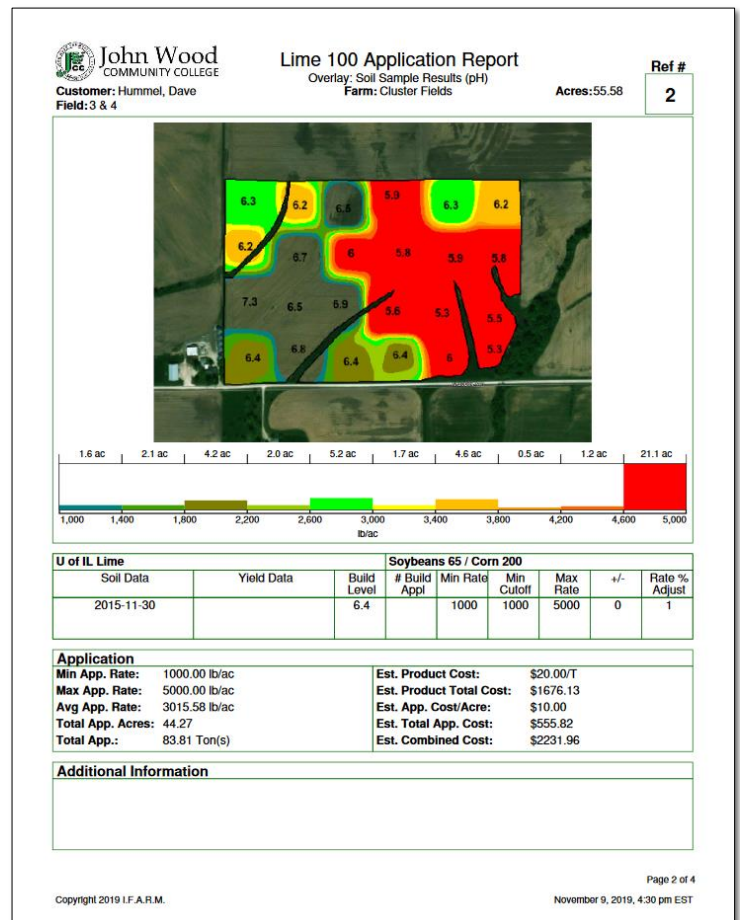 John Wood
COMMUNITY COLLEGE
Lime 100 Application Report
Overlay: Soil Sample Results (pH)
Ref #
Customer: Hummel, Dave
Farm: Cluster Fields
Acres:55.58
2
Field:3 & 4
6.3 6.2 6.5 5.9 6.3 6.2
6.2 6.7 6 5.8 5.9 5.8
7.3 6.5 6.9 5.6 5.3 5.5
6.4 6.8 6.4 6.4 6 5.3
1.6 ac 2.1 ac 4.2 ac 2.0 ac 5.2 ac 1.7 ac 4.6 ac 0.5 ac 1.2 ac 21.1 ac
1,000 1,400 1,800 2,200 2,600 3,000 3,400 3,800 4,200 4,600 5,000
lb/ac
U of IL Lime Soybeans 65 / Corn 200
Soil Data Yield Data Build Level # Build Appl Min Rate Min Cutoff Max Rate +/- Rate % Adjust
2015-11-30 6.4 1000 1000 5000 0 1
Application
Min App. Rate: 1000.00 lb/ac Est. Product Cost: $20.00/T
Max App. Rate: 5000.00 lb/ac Est. Product Total Cost: $1676.13
Avg App. Rate: 3015.58 lb/ac Est. App. Cost/Acre: $10.00
Total App. Acres: 44.27 Est. Total App. Cost: $555.82
Total App.: 83.81 Ton(s) Est. Combined Cost: $2231.96
Additional Information
Page 2 of 4
Copyright 2019 I.F.A.R.M. November 9, 2019, 4:30 pm EST